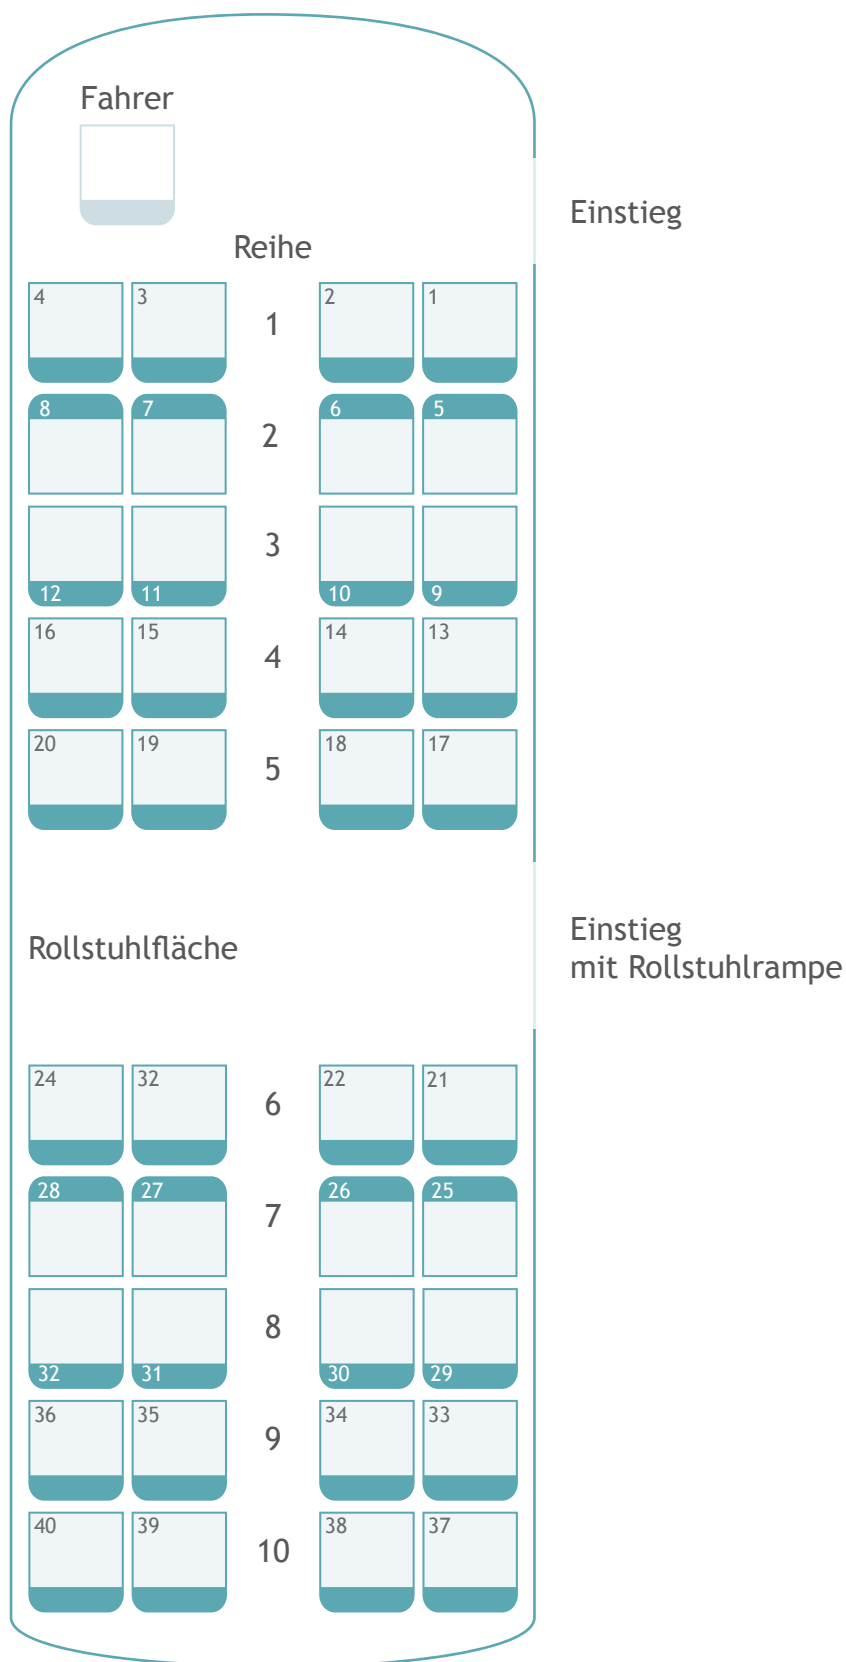 Fahrer
Einstieg
Reihe
4 3 1 2 1
8 7 2 6 5
3
12 11 10 9
16 15 4 14 13
20 19 5 18 17
Rollstuhlfläche
Einstieg
mit Rollstuhlrampe
24 32 6 22 21
28 27 7 26 25
8
32 31 30 29
36 35 9 34 33
40 39 10 38 37